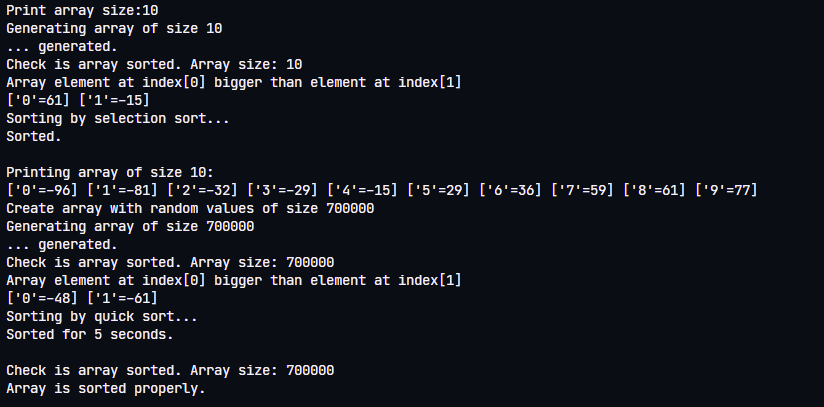 Print array size:10
Generating array of size 10
... generated.
Check is array sorted. Array size: 10
Array element at index[0] bigger than element at index[1]
['0'=61] ['1'=-15]
Sorting by selection sort...
Sorted.
Printing array of size 10:
['0'=-96] ['1'=-81] ['2'=-32] ['3'=-29] ['4'=-15] ['5'=29] ['6'=36] ['7'=59] ['8'=61] ['9'=77]
Create array with random values of size 700000
Generating array of size 700000
... generated.
Check is array sorted. Array size: 700000
Array element at index[0] bigger than element at index[1]
['0'=-48] ['1'=-61]
Sorting by quick sort...
Sorted for 5 seconds.
Check is array sorted. Array size: 700000
Array is sorted properly.